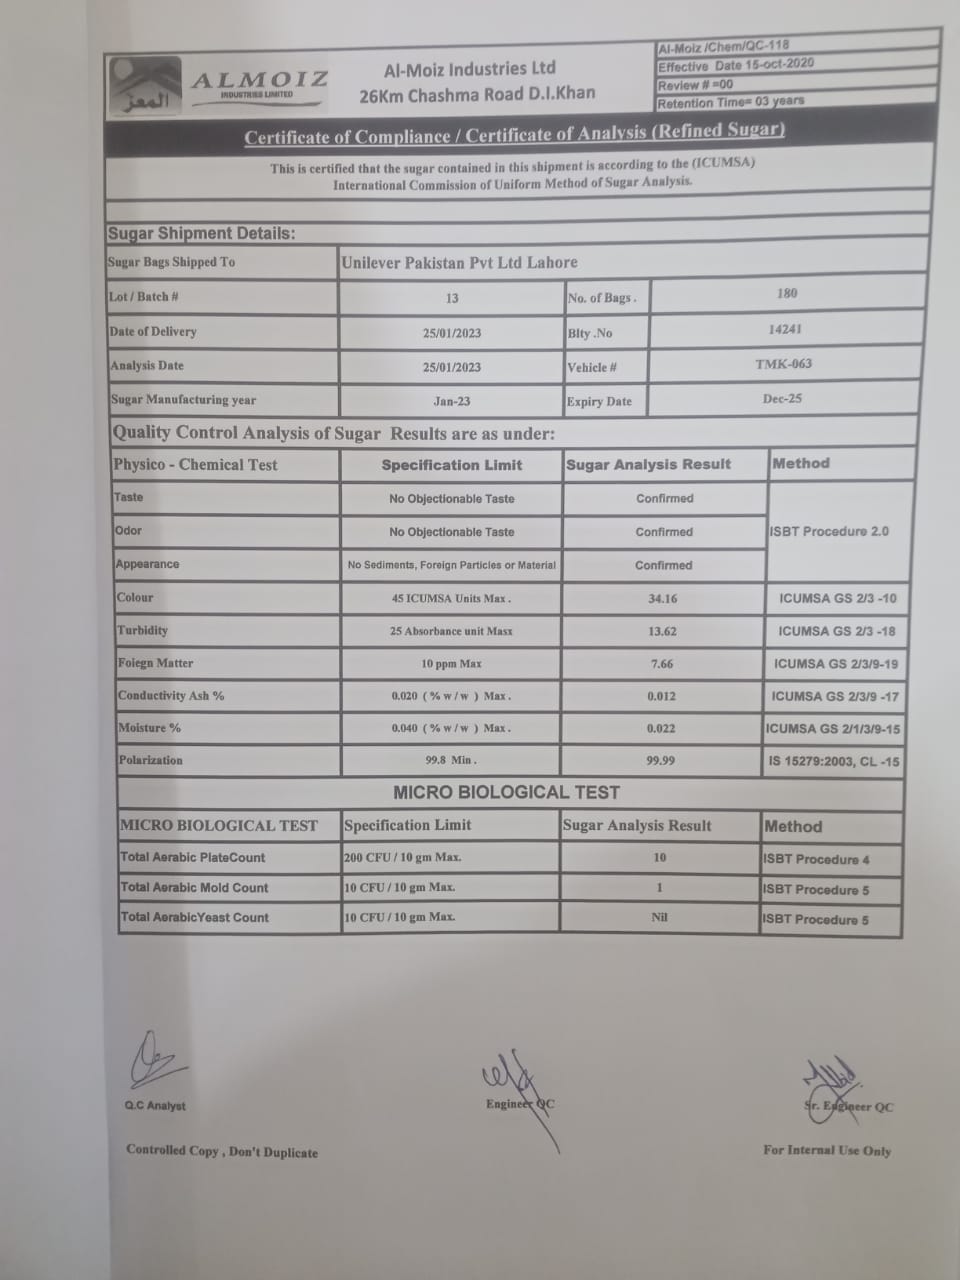 المعز
ALMOIZ
INDUSTRIES LIMITED
Al-Moiz Industries Ltd
26Km Chashma Road D.I.Khan
Al-Moiz /Chem/QC-118
Effective Date 15-oct-2020
Review # =00
Retention Time= 03 years
Certificate of Compliance / Certificate of Analysis (Refined Sugar)
This is certified that the sugar contained in this shipment is according to the (ICUMSA)
International Commission of Uniform Method of Sugar Analysis.
Sugar Shipment Details:
Sugar Bags Shipped To Unilever Pakistan Pvt Ltd Lahore
Lot / Batch # 13 No. of Bags . 180
Date of Delivery 25/01/2023 Blty .No 14241
Analysis Date 25/01/2023 Vehicle # TMK-063
Sugar Manufacturing year Jan-23 Expiry Date Dec-25
Quality Control Analysis of Sugar Results are as under:
Physico - Chemical Test Specification Limit Sugar Analysis Result Method
Taste No Objectionable Taste Confirmed
Odor No Objectionable Taste Confirmed ISBT Procedure 2.0
Appearance No Sediments, Foreign Particles or Material Confirmed
Colour 45 ICUMSA Units Max . 34.16 ICUMSA GS 2/3 -10
Turbidity 25 Absorbance unit Masx 13.62 ICUMSA GS 2/3 -18
Foiegn Matter 10 ppm Max 7.66 ICUMSA GS 2/3/9-19
Conductivity Ash % 0.020 ( % w / w ) Max . 0.012 ICUMSA GS 2/3/9 -17
Moisture % 0.040 ( % w / w ) Max . 0.022 ICUMSA GS 2/1/3/9-15
Polarization 99.8 Min . 99.99 IS 15279:2003, CL -15
MICRO BIOLOGICAL TEST
MICRO BIOLOGICAL TEST Specification Limit Sugar Analysis Result Method
Total Aerabic PlateCount 200 CFU / 10 gm Max. 10 ISBT Procedure 4
Total Aerabic Mold Count 10 CFU / 10 gm Max. 1 ISBT Procedure 5
Total AerabicYeast Count 10 CFU / 10 gm Max. Nil ISBT Procedure 5
Q.C Analyst Engineer QC Sr. Engineer QC
Controlled Copy , Don't Duplicate For Internal Use Only